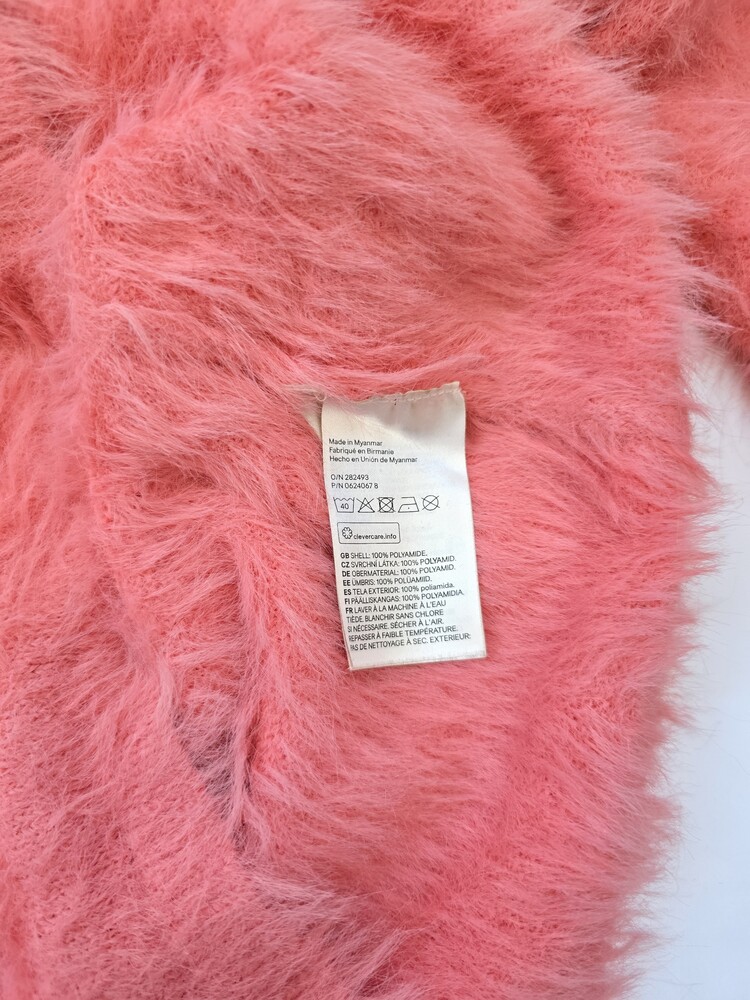 Made in Myanmar
Fabriqué en Birmanie
Hecho en Unión de Myanmar
O/N 282493
P/N 0624067 8
40
clevercare.info
GB SHELL: 100% POLYAMIDE.
CZ SVRCHNÍ LÁTKA: 100% POLYAMID.
DE OBERMATERIAL: 100% POLYAMID.
EE ÜMBRIS: 100% POLÜAMIID.
ES TELA EXTERIOR: 100% poliamida.
FI PÄÄLLISKANGAS: 100% POLYAMIDIA.
FR LAVER À LA MACHINE À L'EAU
TIÈDE. BLANCHIR SANS CHLORE
SI NÉCESSAIRE. SÉCHER À L'AIR.
REPASSER À FAIBLE TEMPÉRATURE.
PAS DE NETTOYAGE À SEC. EXTERIEUR: